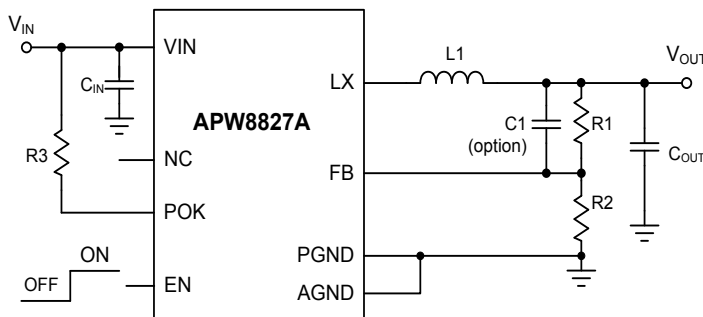 VIN
VIN
CIN
R3
NC
POK
ON
OFF
EN
APW8827A
LX
L1
VOUT
C1
(option)
R1
COUT
FB
R2
PGND
AGND